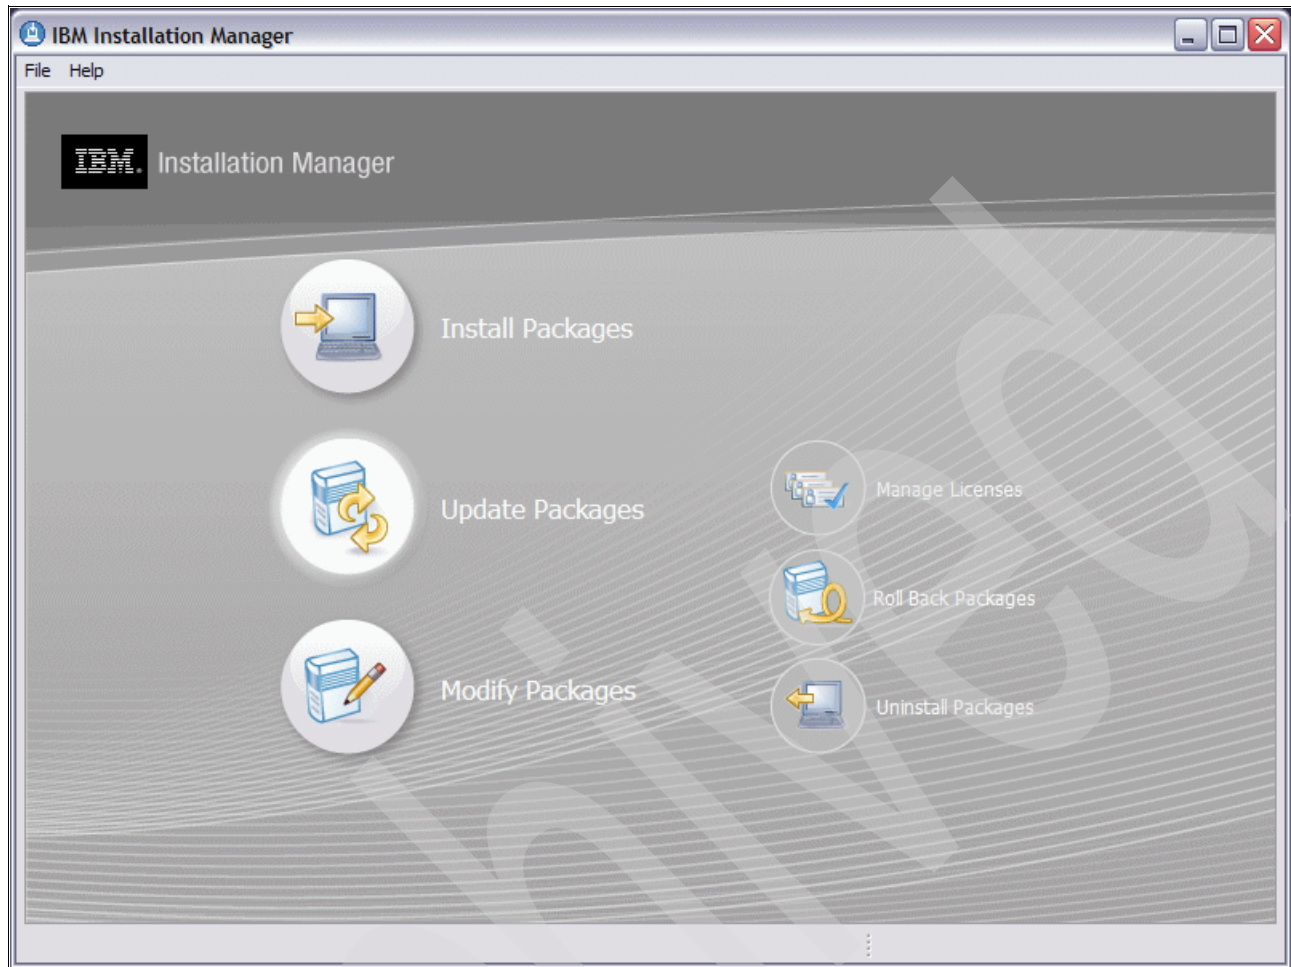 IBM Installation Manager
File Help
IBM. Installation Manager
Install Packages
Update Packages
Manage Licenses
Roll Back Packages
Modify Packages
Uninstall Packages